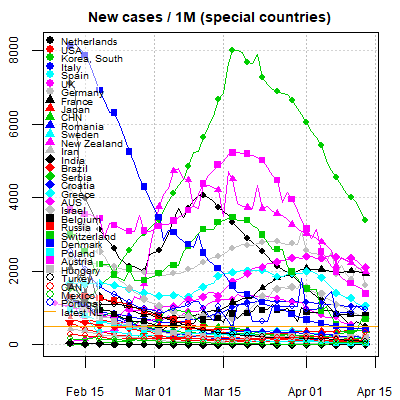 New cases / 1M (special countries)
8000
6000
4000
2000
0
Netherlands
USA
Korea, South
Italy
Spain
UK
Germany
France
Japan
CHN
Romania
Sweden
New Zealand
Iran
India
Brazil
Serbia
Croatia
Greece
AUS
Israel
Belgium
Russia
Switzerland
Denmark
Poland
Austria
Hungary
Turkey
CAN
Mexico
Portugal
latest NL
Feb 15
Mar 01
Mar 15
Apr 01
Apr 15